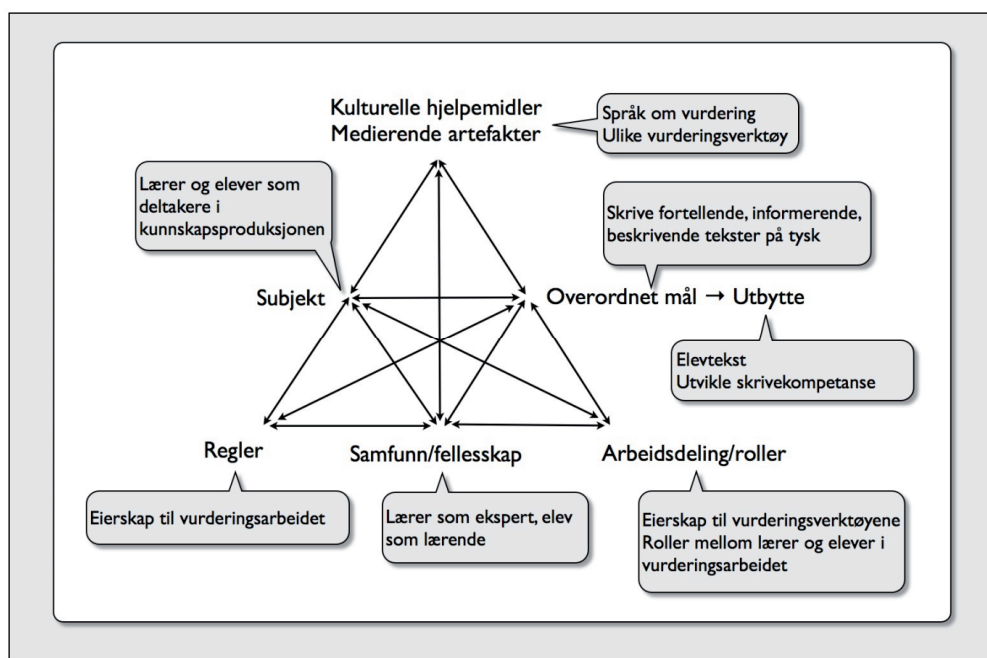 Kulturelle hjelpemidler
Medierende artefakter
Språk om vurdering
Ulike vurderingsverktøy
Lærer og elever som
deltakere i
kunnskapsproduksjonen
Skrive fortellende, informerende,
beskrivende tekster på tysk
Subjekt
Overordnet mål → Utbytte
Elevtekst
Utvikle skrivekompetanse
Regler
Samfunn/fellesskap
Arbeidsdeling/roller
Eierskap til vurderingsarbeidet
Lærer som ekspert, elev
som lærende
Eierskap til vurderingsverktøyene
Roller mellom lærer og elever i
vurderingsarbeidet